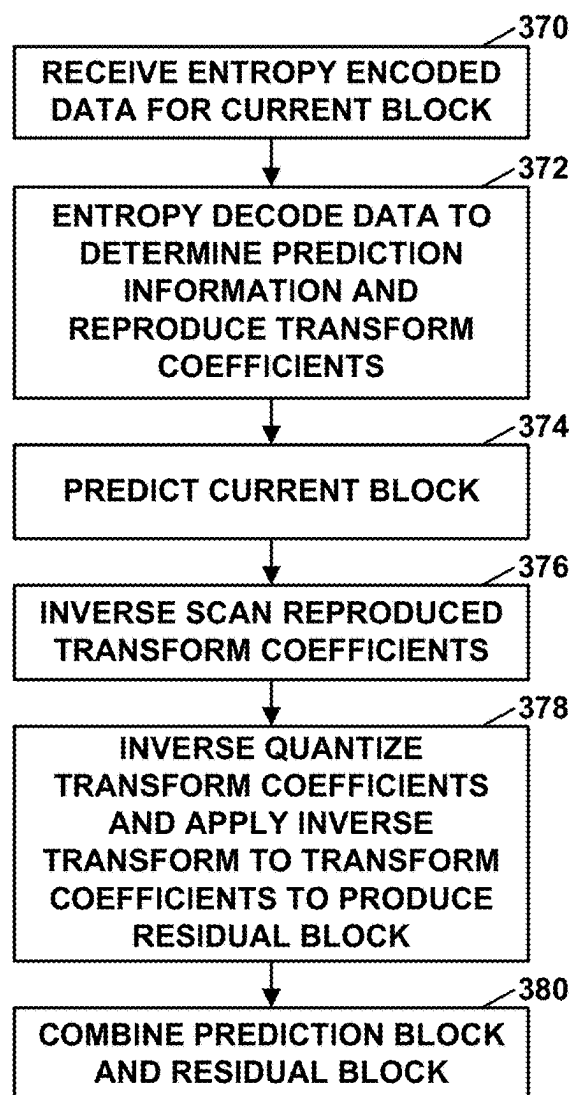 370
RECEIVE ENTROPY ENCODED
DATA FOR CURRENT BLOCK
372
ENTROPY DECODE DATA TO
DETERMINE PREDICTION
INFORMATION AND
REPRODUCE TRANSFORM
COEFFICIENTS
374
PREDICT CURRENT BLOCK
376
INVERSE SCAN REPRODUCED
TRANSFORM COEFFICIENTS
378
INVERSE QUANTIZE
TRANSFORM COEFFICIENTS
AND APPLY INVERSE
TRANSFORM TO TRANSFORM
COEFFICIENTS TO PRODUCE
RESIDUAL BLOCK
380
COMBINE PREDICTION BLOCK
AND RESIDUAL BLOCK